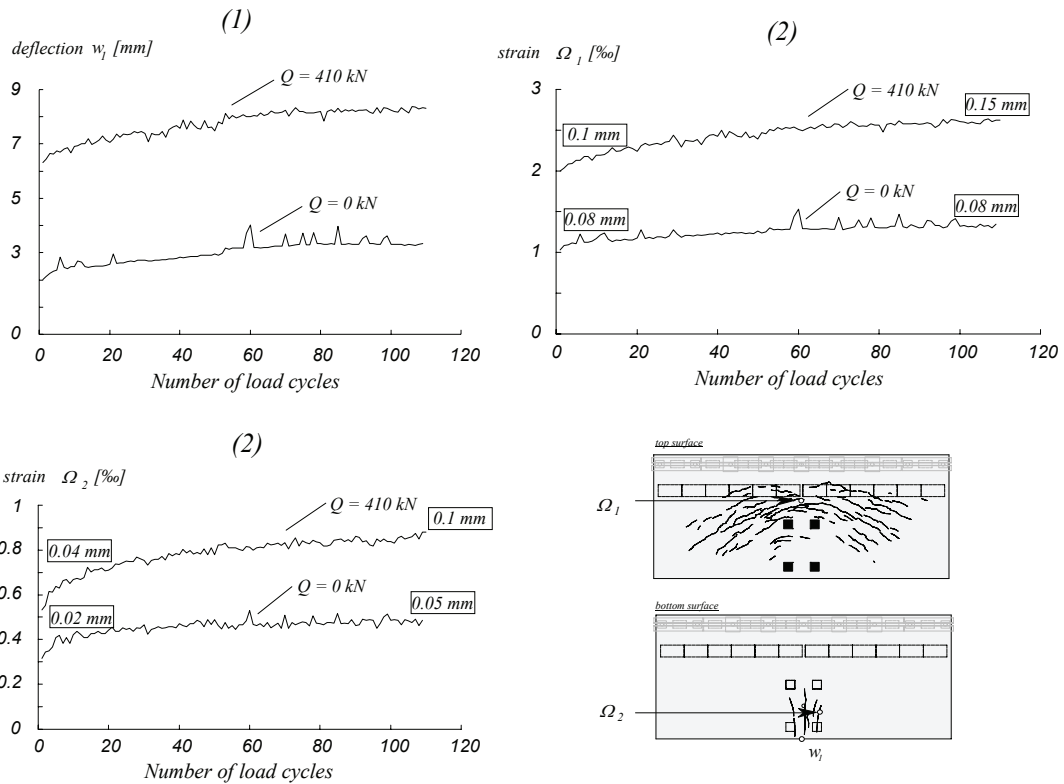 (1)
deflection w1 [mm]
9
7
5
3
0
Q = 410 kN
Q = 0 kN
0 20 40 60 80 100 120
Number of load cycles
(2)
strain Ω 1 [‰]
3
2
1
0
Q = 410 kN
0.15 mm
0.1 mm
Q = 0 kN
0.08 mm
0.08 mm
0 20 40 60 80 100 120
Number of load cycles
(2)
strain Ω 2 [‰]
1
0.8
0.6
0.4
0.2
0
Q = 410 kN
0.1 mm
0.04 mm
Q = 0 kN
0.02 mm
0.05 mm
0 20 40 60 80 100 120
Number of load cycles
top surface
Ω1
bottom surface
Ω 2
w1